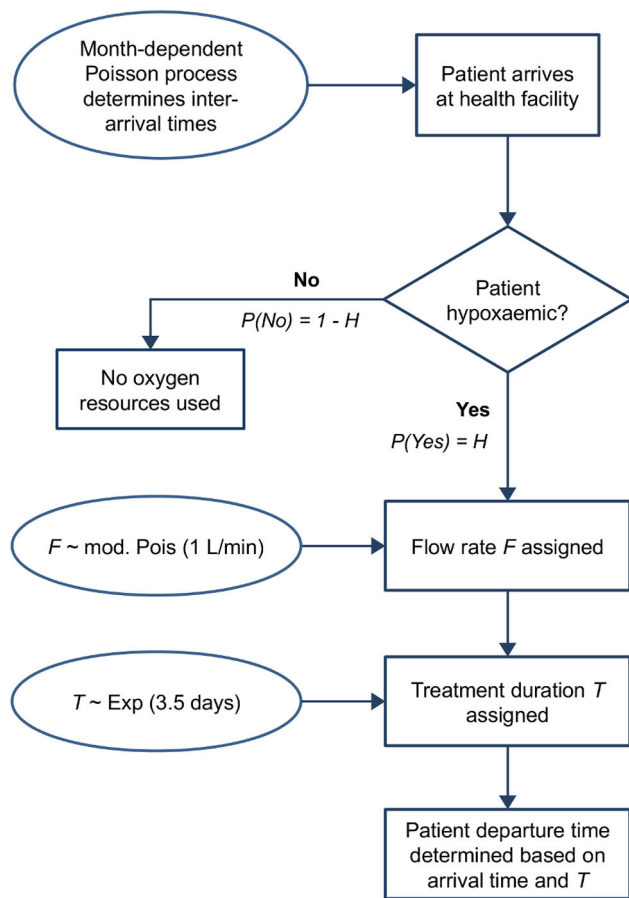 Month-dependent
Poisson process
determines inter-
arrival times
Patient arrives
at health facility
Patient
hypoxaemic?
No
P(No) = 1 - H
No oxygen
resources used
Yes
P(Yes) = H
F ~ mod. Pois (1 L/min)
Flow rate F assigned
T ~ Exp (3.5 days)
Treatment duration T
assigned
Patient departure time
determined based on
arrival time and T